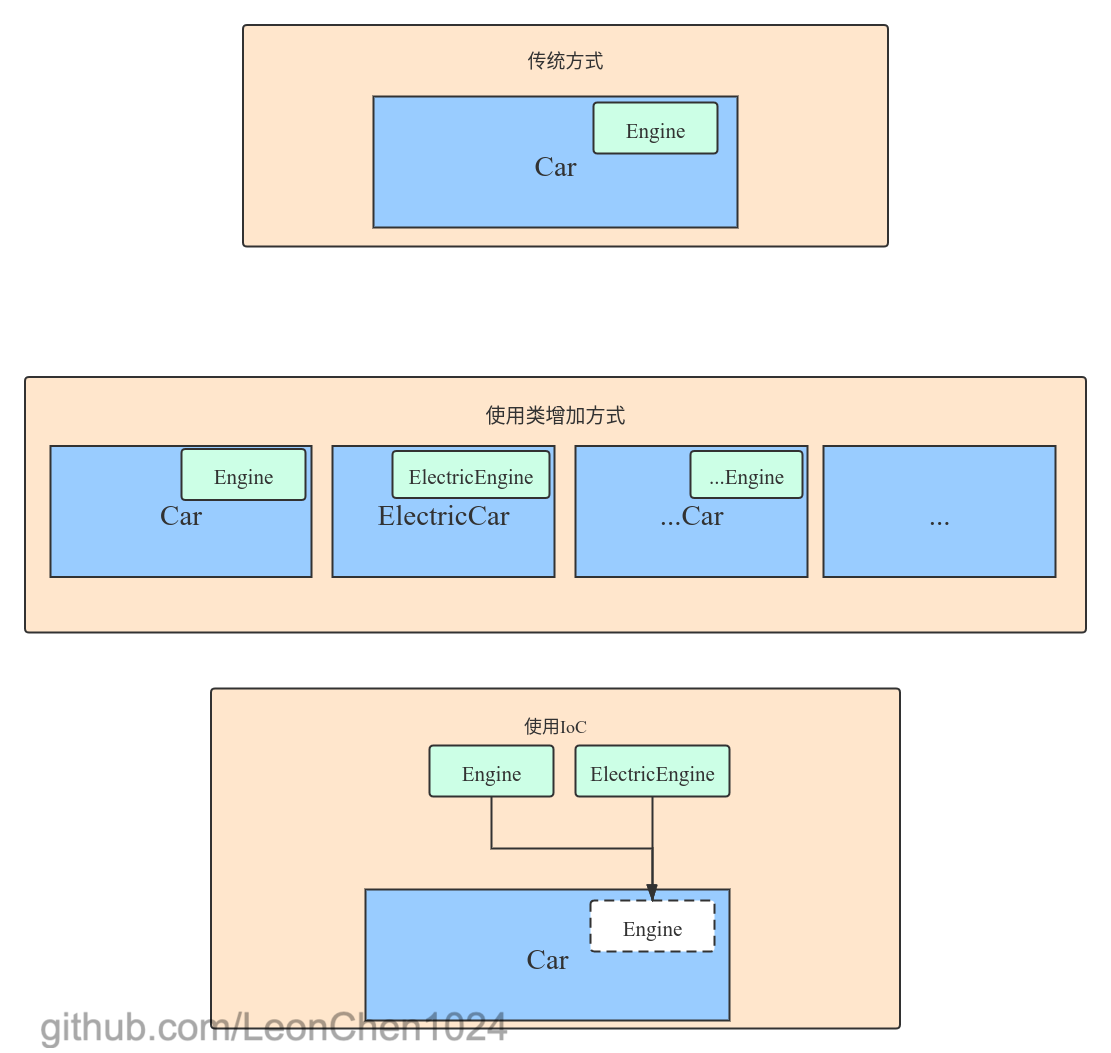 传统方式
Engine
Car
使用类增加方式
Engine
ElectricEngine
...Engine
Car
ElectricCar
...Car
...
使用IoC
Engine
ElectricEngine
Engine
Car
github.com/LeonChen1024